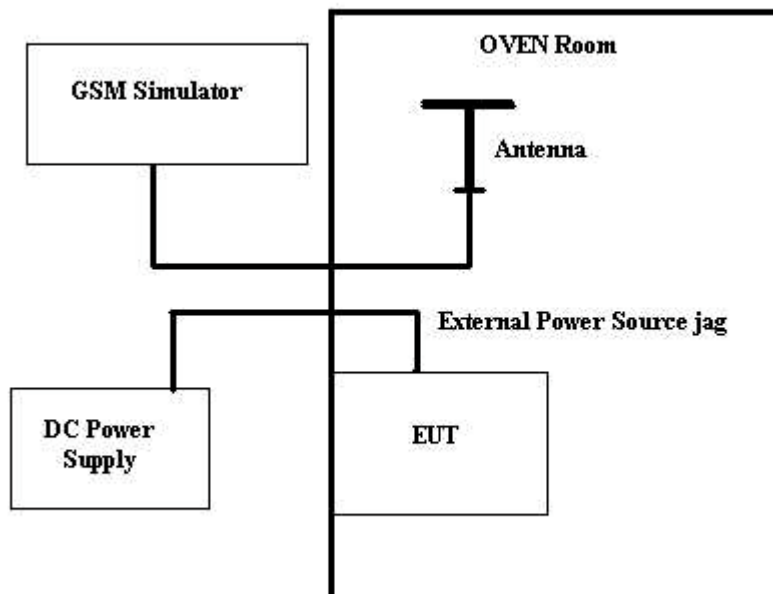 OVEN Room
GSM Simulator
Antenna
External Power Source jag
DC Power
Supply
EUT